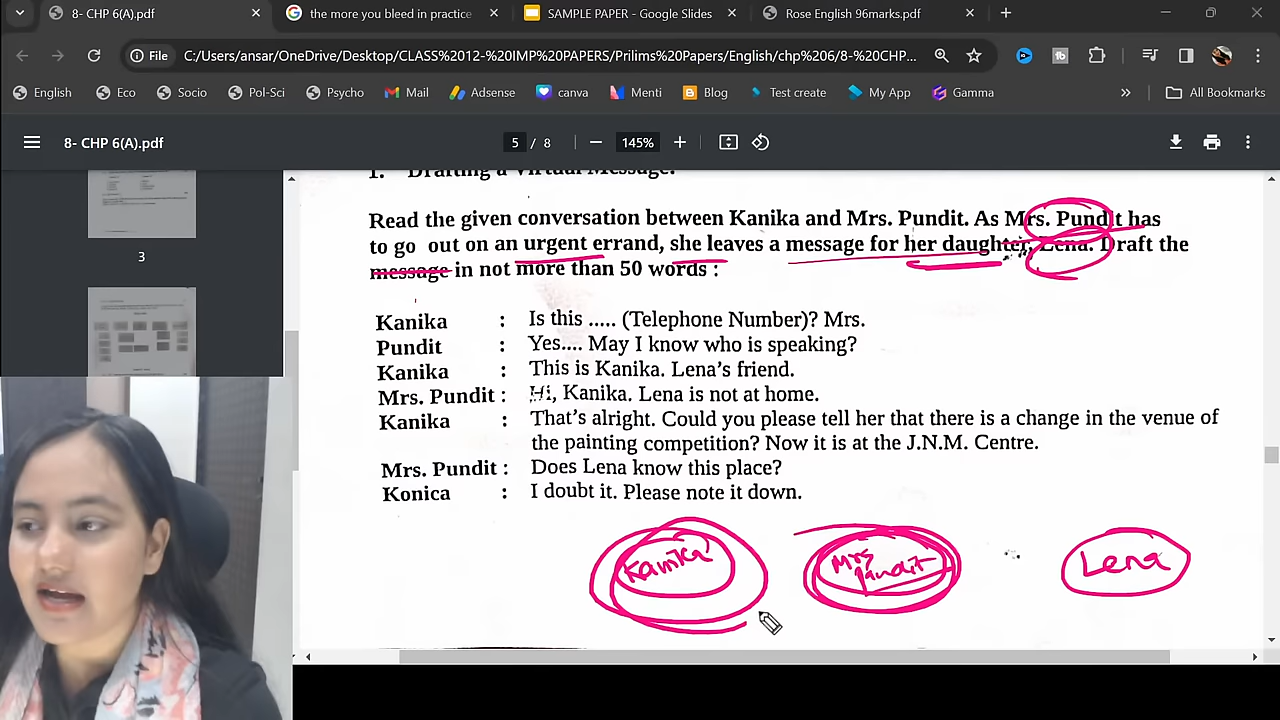 8- CHP 6(A).pdf
the more you bleed in practice
SAMPLE PAPER - Google Slides
Rose English 96marks.pdf
File
C:/Users/ansar/OneDrive/Desktop/CLASS%2012-%20IMP%20PAPERS/Prilims%20Papers/English/chp%206/8-%20CHP...
English
Eco
Socio
Pol-Sci
Psycho
Mail
Adsense
canva
Menti
Blog
Test create
My App
Gamma
»
All Bookmarks
8- CHP 6(A).pdf
5 / 8
145%
3
1. Drafting a Virtual Message.
Read the given conversation between Kanika and Mrs. Pundit. As Mrs. Pundit has
to go out on an urgent errand, she leaves a message for her daughter, Lena. Draft the
message in not more than 50 words :
Kanika : Is this ..... (Telephone Number)? Mrs.
Pundit : Yes.... May I know who is speaking?
Kanika : This is Kanika. Lena's friend.
Mrs. Pundit : Hi, Kanika. Lena is not at home.
Kanika : That's alright. Could you please tell her that there is a change in the venue of
the painting competition? Now it is at the J.N.M. Centre.
Mrs. Pundit : Does Lena know this place?
Konica : I doubt it. Please note it down.
Kanika
Mrs
pundit
Lena